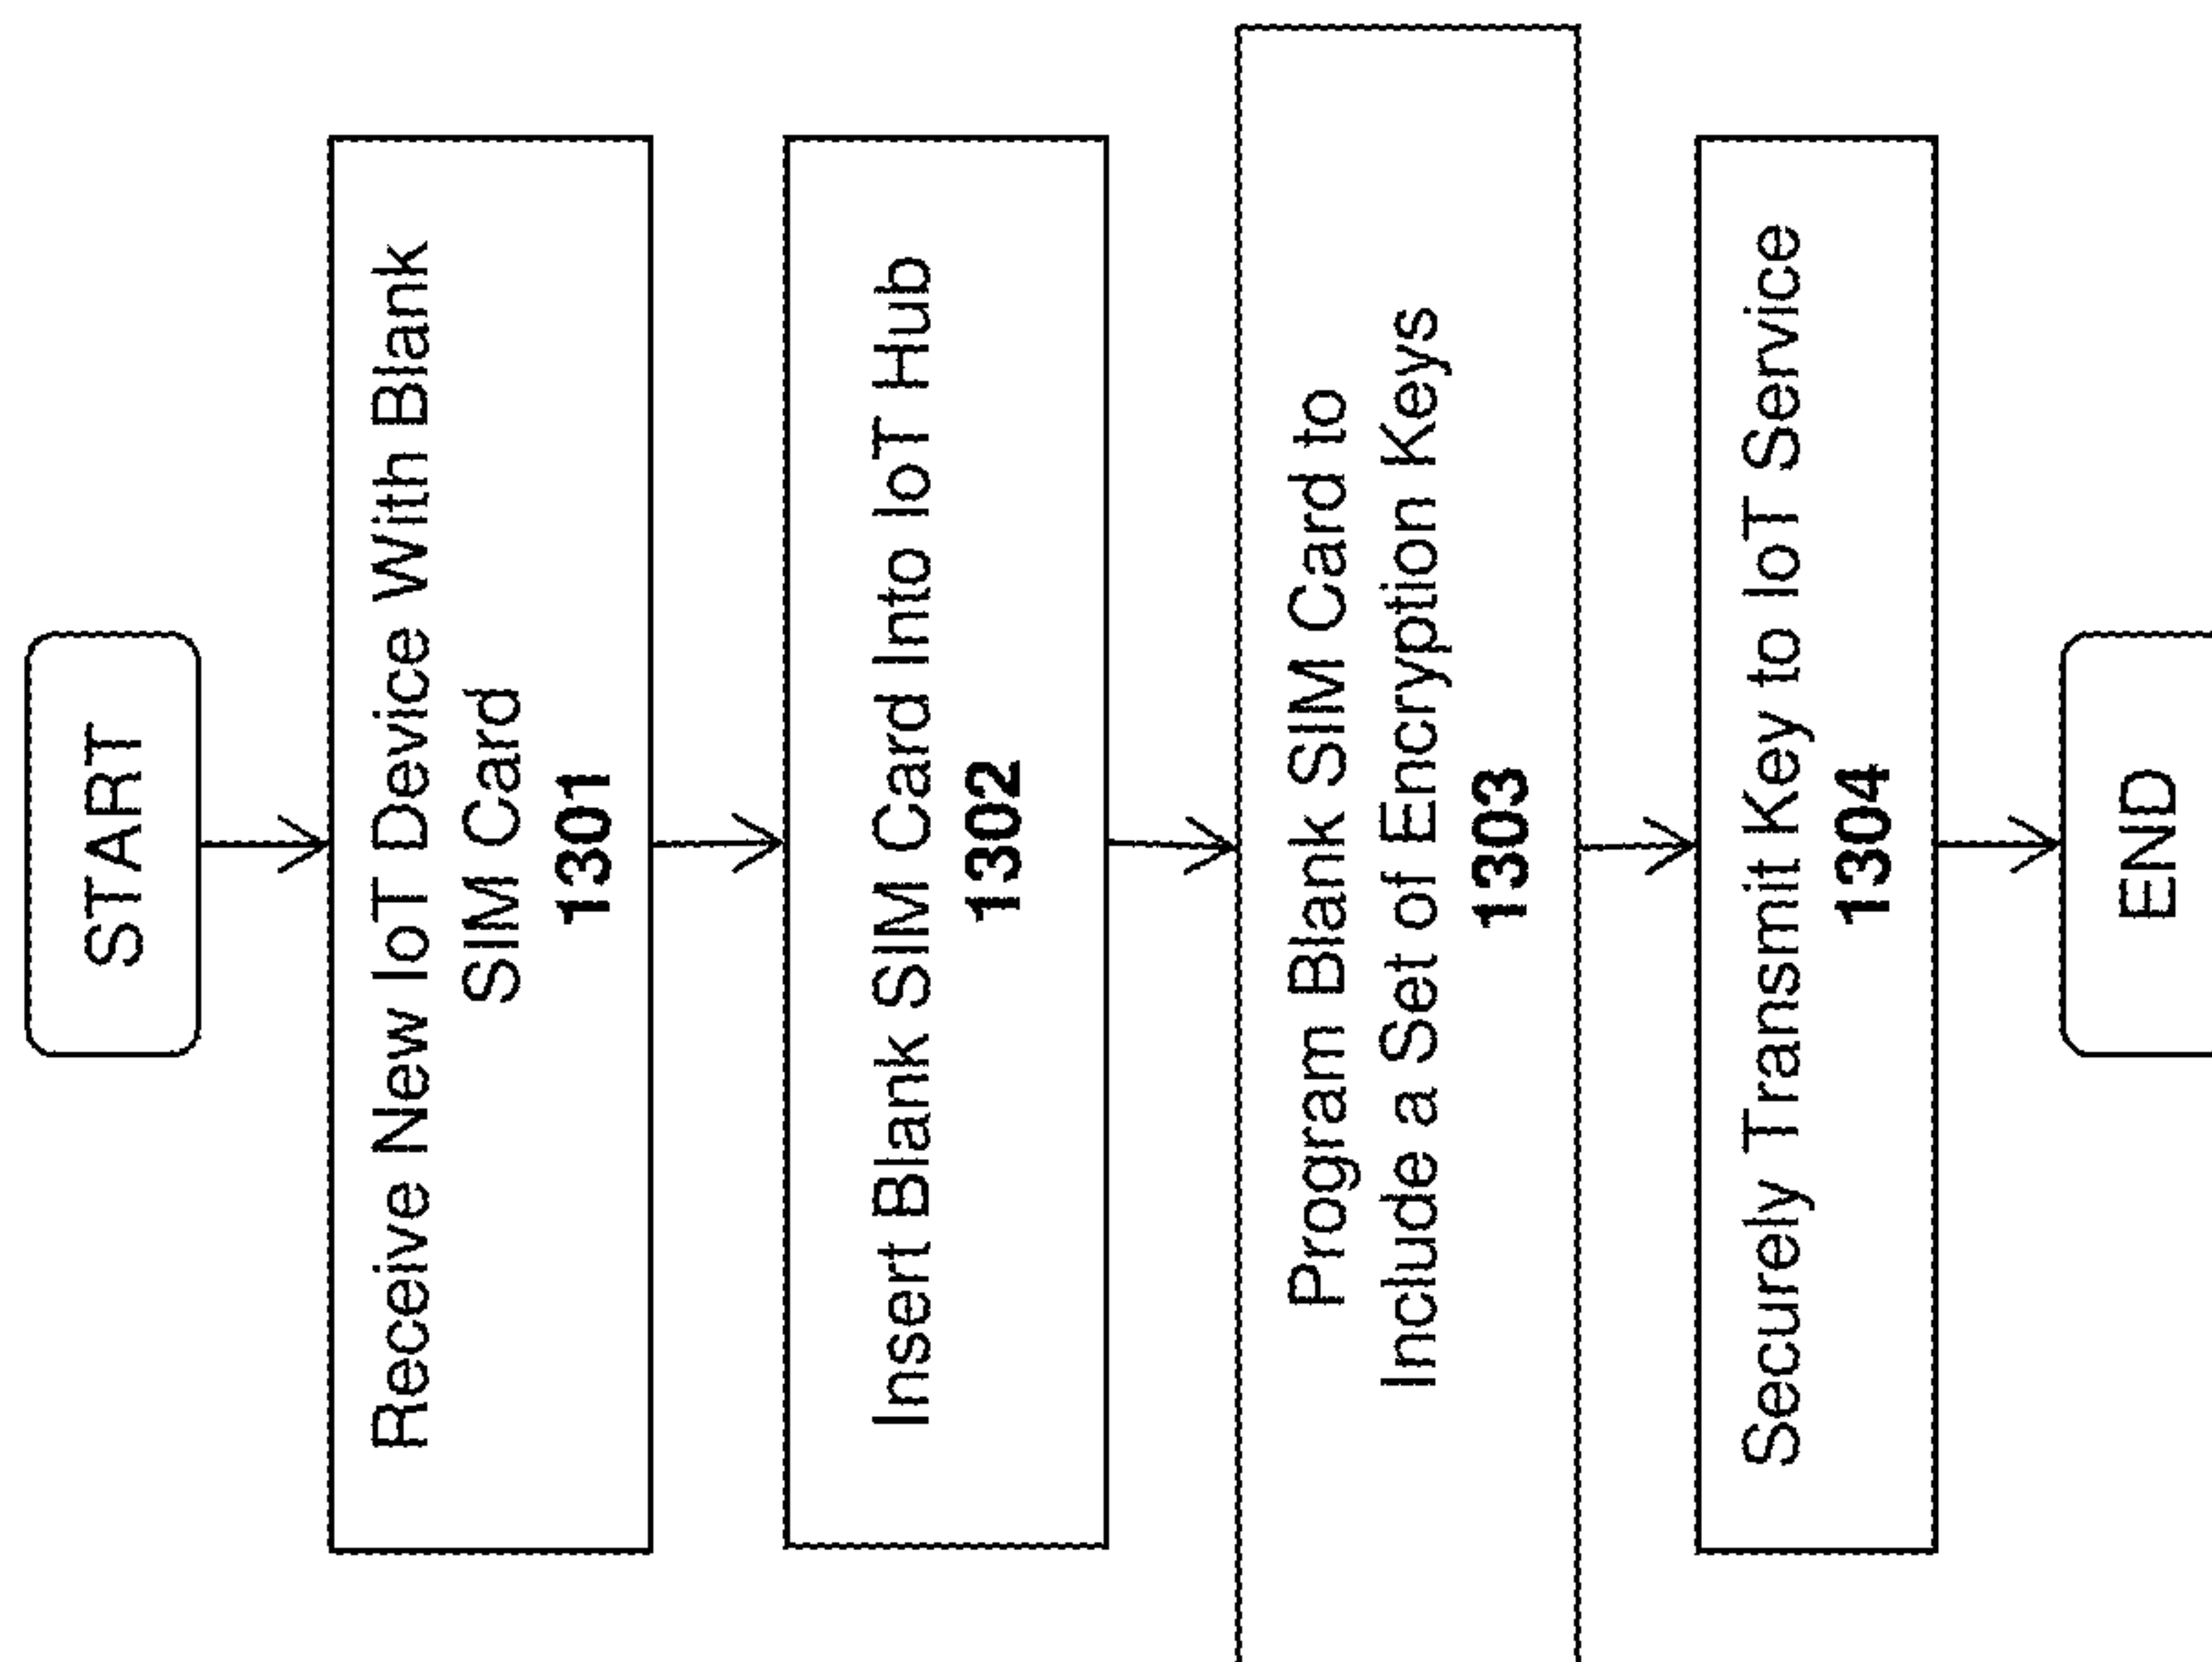 START
Receive New IoT Device With Blank
SIM Card
1301
Insert Blank SIM Card Into IoT Hub
1302
Program Blank SIM Card to
Include a Set of Encryption Keys
1303
Securely Transmit Key to IoT Service
1304
END